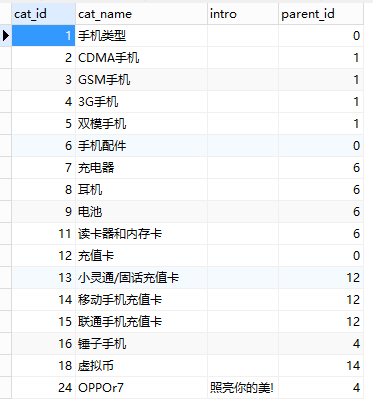 cat_id cat_name intro parent_id
1 手机类型 0
2 CDMA手机 1
3 GSM手机 1
4 3G手机 1
5 双模手机 1
6 手机配件 0
7 充电器 6
8 耳机 6
9 电池 6
11 读卡器和内存卡 6
12 充值卡 0
13 小灵通/固话充值卡 12
14 移动手机充值卡 12
15 联通手机充值卡 12
16 锤子手机 4
18 虚拟币 14
24 OPPOr7 照亮你的美! 4